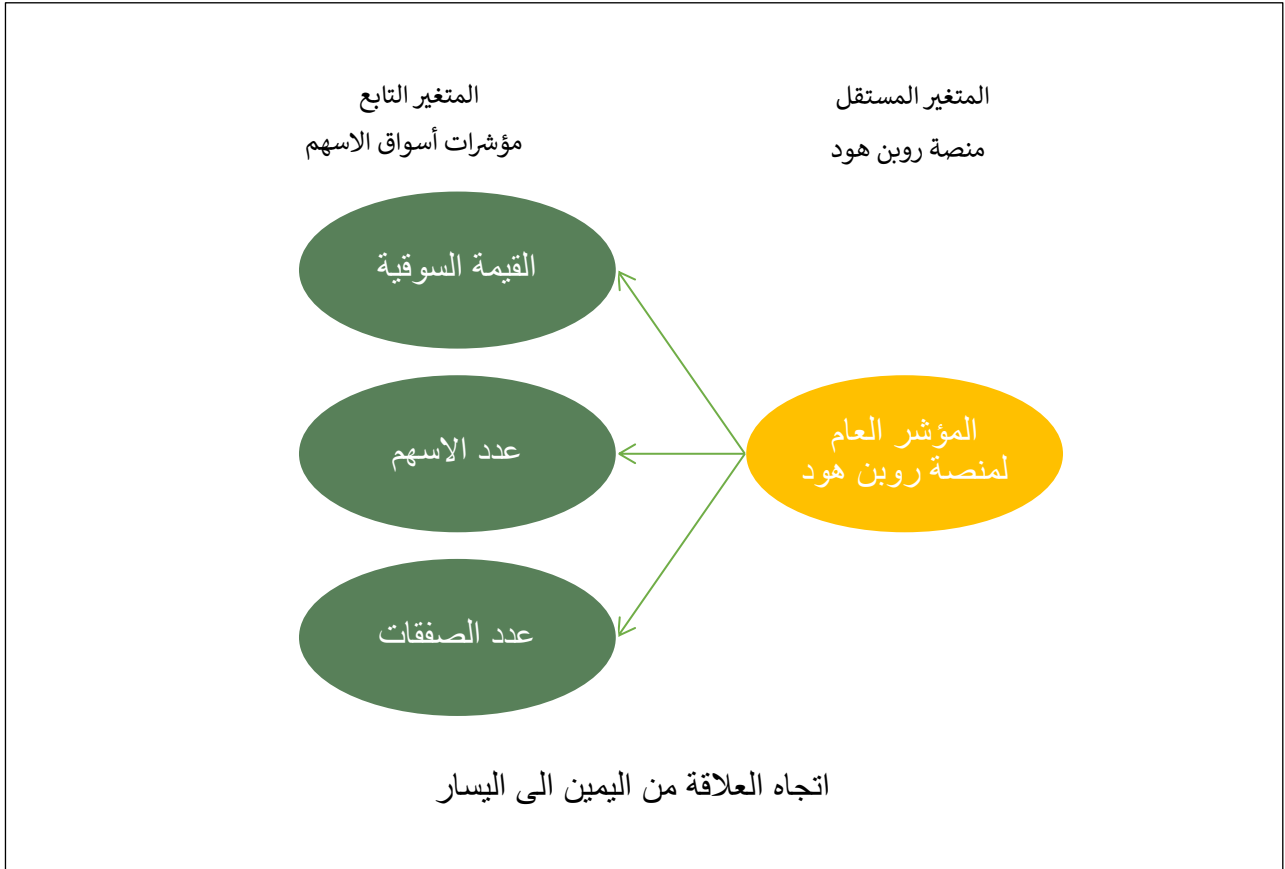 المتغير المستقل
منصة روبن هود
المتغير التابع
مؤشرات أسواق الاسهم
القيمة السوقية
المؤشر العام
لمنصة روبن هود
عدد الاسهم
عدد الصفقات
اتجاه العلاقة من اليمين الى اليسار